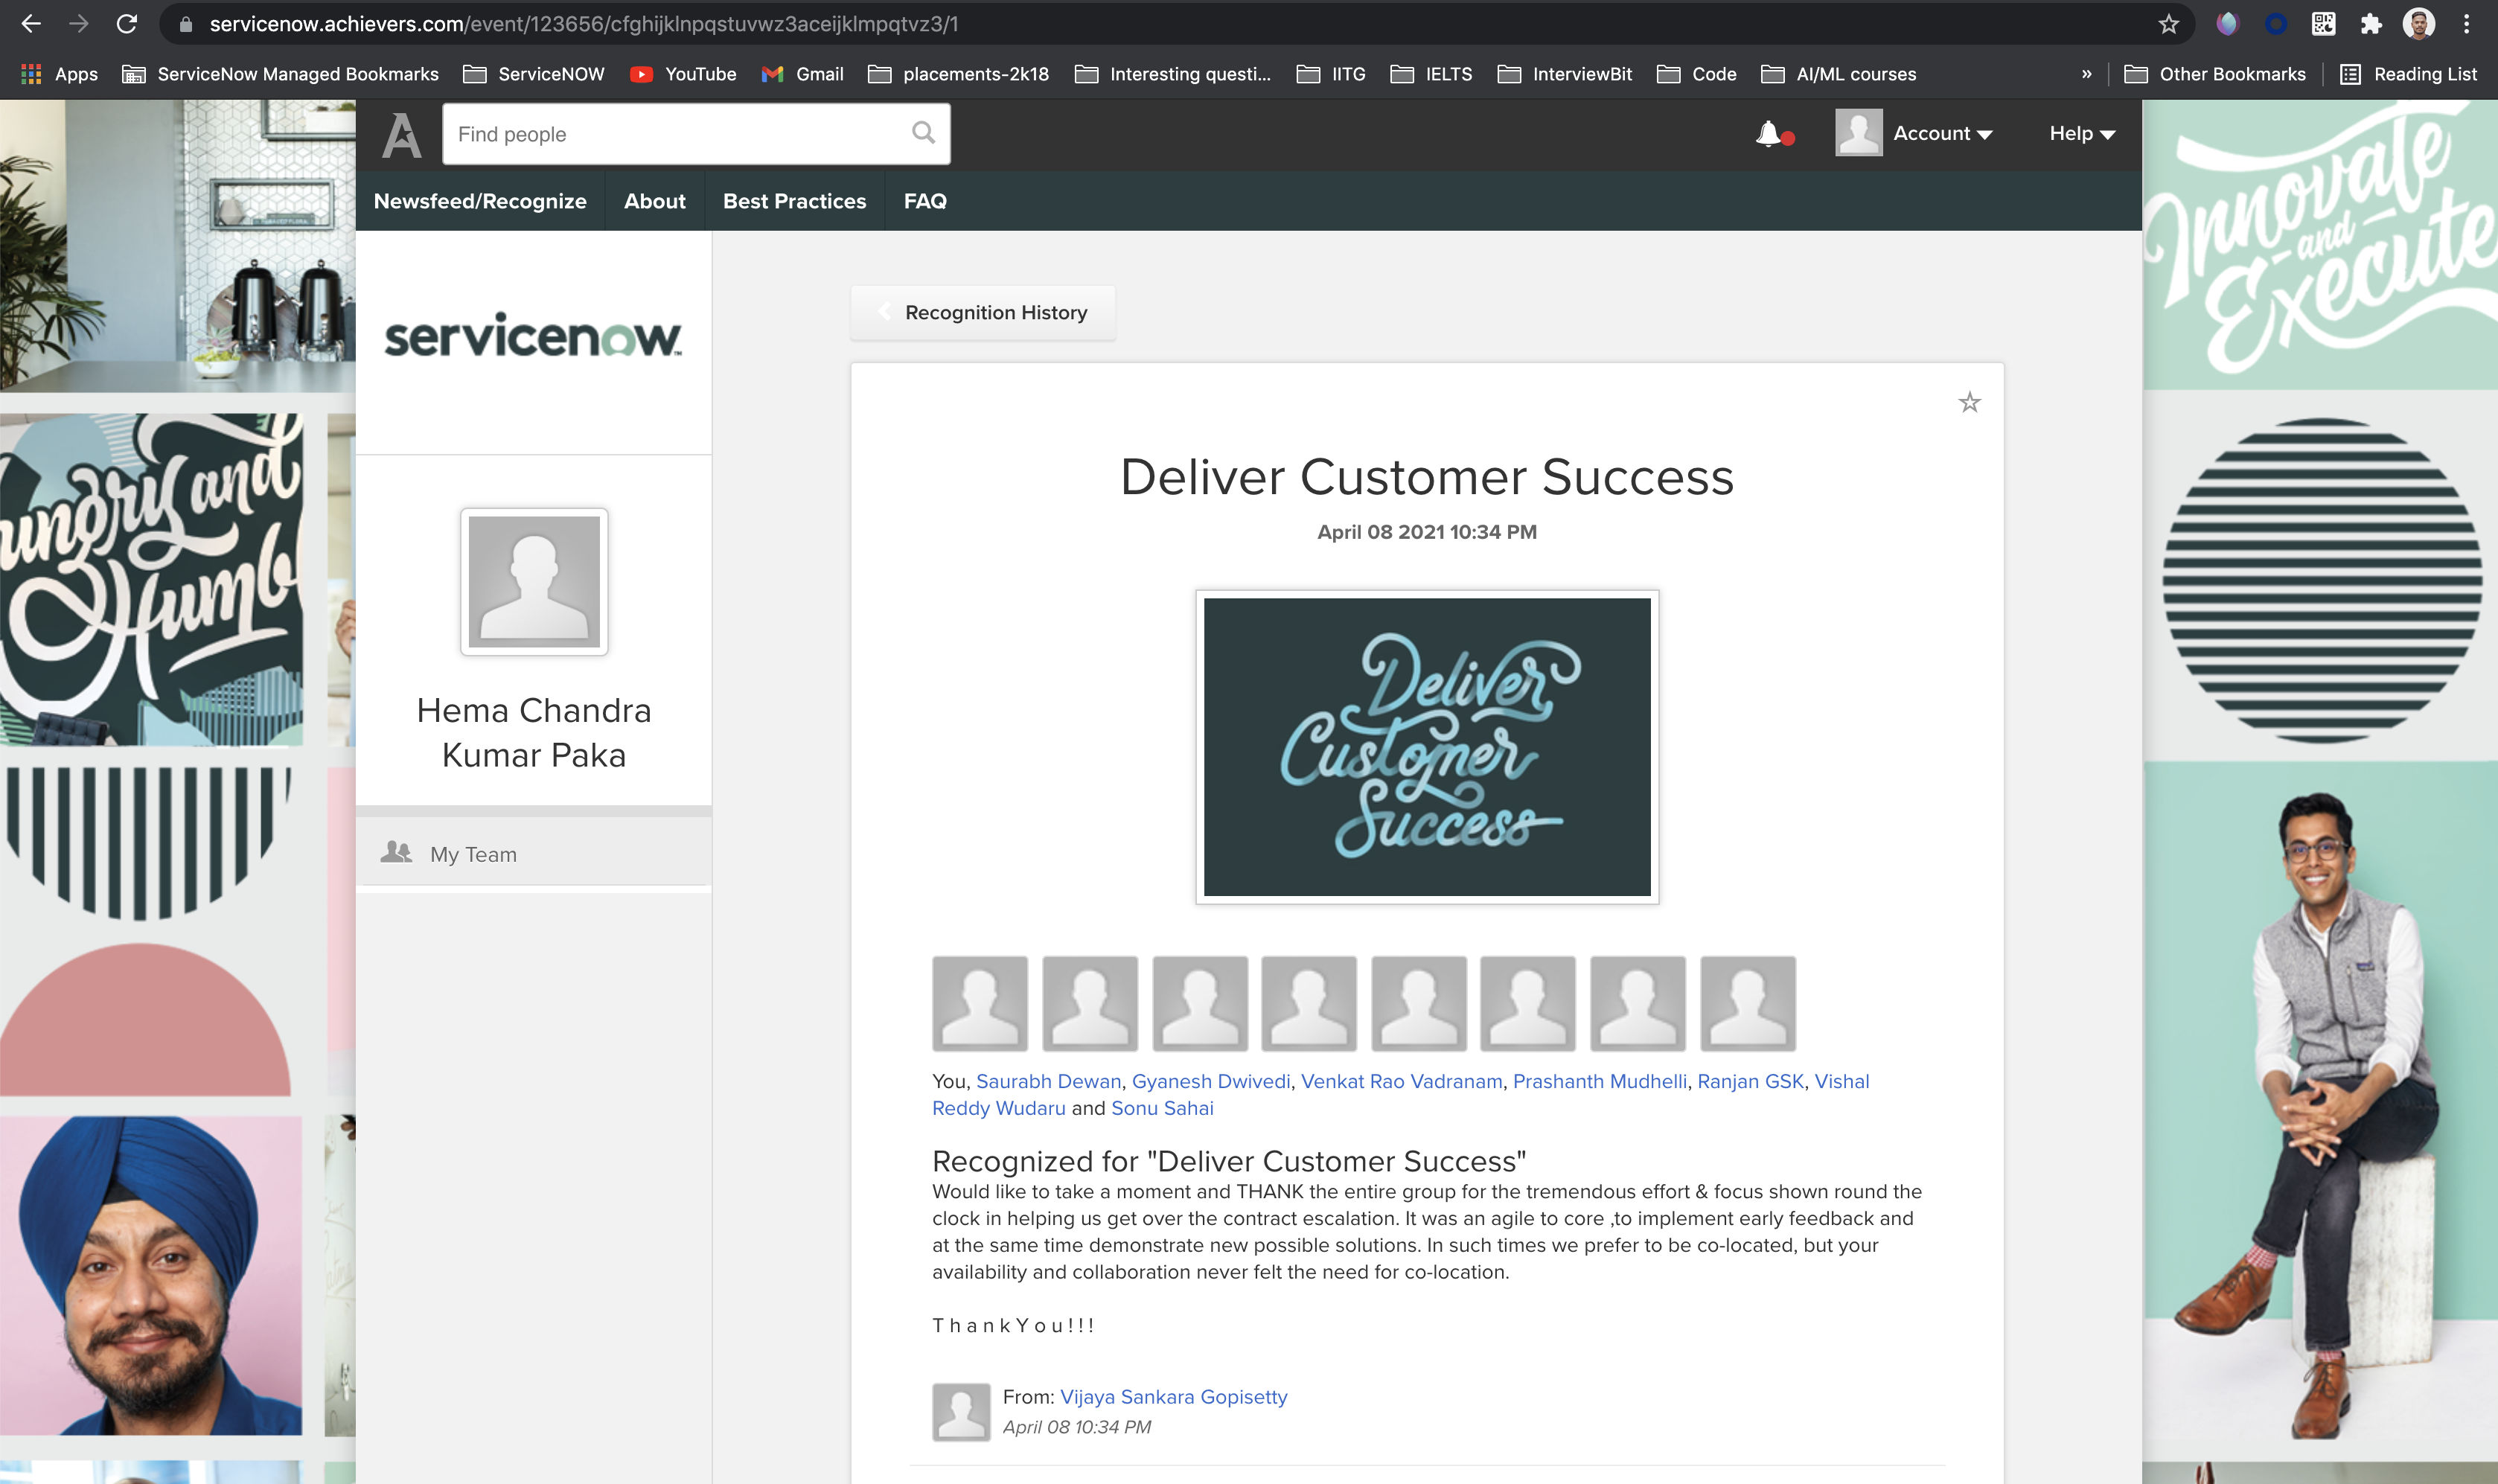 servicenow.achievers.com/event/123656/cfghijklnpqstuvwz3aceijklmpqtvz3/1
Apps ServiceNow Managed Bookmarks ServiceNOW YouTube Gmail placements-2k18 Interesting questi... IITG IELTS InterviewBit Code AI/ML courses » Other Bookmarks Reading List
Find people
Account Help
Newsfeed/Recognize About Best Practices FAQ
Innovate
and
Execute
servicenow™
Recognition History
ungry and
Humbl
Deliver Customer Success
April 08 2021 10:34 PM
Deliver
Customer
Success
Hema Chandra
Kumar Paka
My Team
You, Saurabh Dewan, Gyanesh Dwivedi, Venkat Rao Vadranam, Prashanth Mudhelli, Ranjan GSK, Vishal
Reddy Wudaru and Sonu Sahai
Recognized for "Deliver Customer Success"
Would like to take a moment and THANK the entire group for the tremendous effort & focus shown round the
clock in helping us get over the contract escalation. It was an agile to core ,to implement early feedback and
at the same time demonstrate new possible solutions. In such times we prefer to be co-located, but your
availability and collaboration never felt the need for co-location.
T h a n k Y o u ! ! !
From: Vijaya Sankara Gopisetty
April 08 10:34 PM